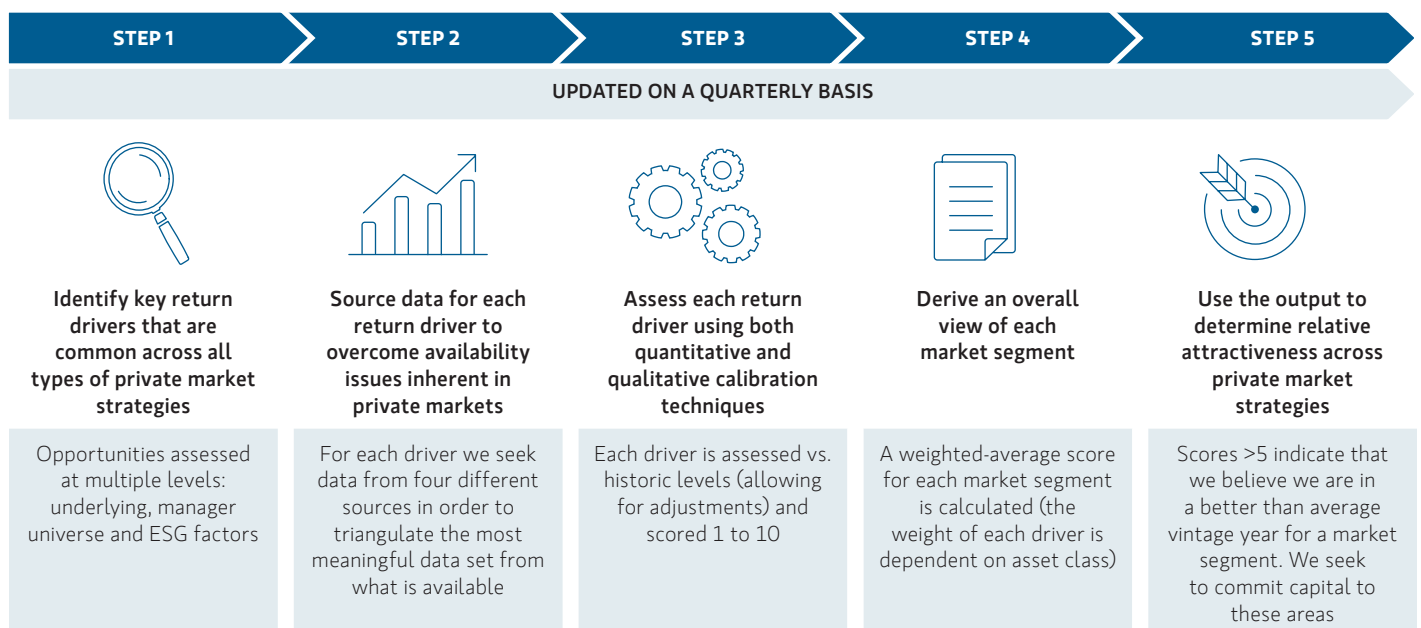 STEP 1
STEP 2
STEP 3
STEP 4
STEP 5
UPDATED ON A QUARTERLY BASIS
Identify key return
drivers that are
common across all
types of private market
strategies
Source data for each
return driver to
overcome availability
issues inherent in
private markets
Assess each return
driver using both
quantitative and
qualitative calibration
techniques
Derive an overall
view of each
market segment
Use the output to
determine relative
attractiveness across
private market
strategies
Opportunities assessed
at multiple levels:
underlying, manager
universe and ESG factors
For each driver we seek
data from four different
sources in order to
triangulate the most
meaningful data set from
what is available
Each driver is assessed vs.
historic levels (allowing
for adjustments) and
scored 1 to 10
A weighted-average score
for each market segment
is calculated (the
weight of each driver is
dependent on asset class)
Scores >5 indicate that
we believe we are in
a better than average
vintage year for a market
segment. We seek
to commit capital to
these areas